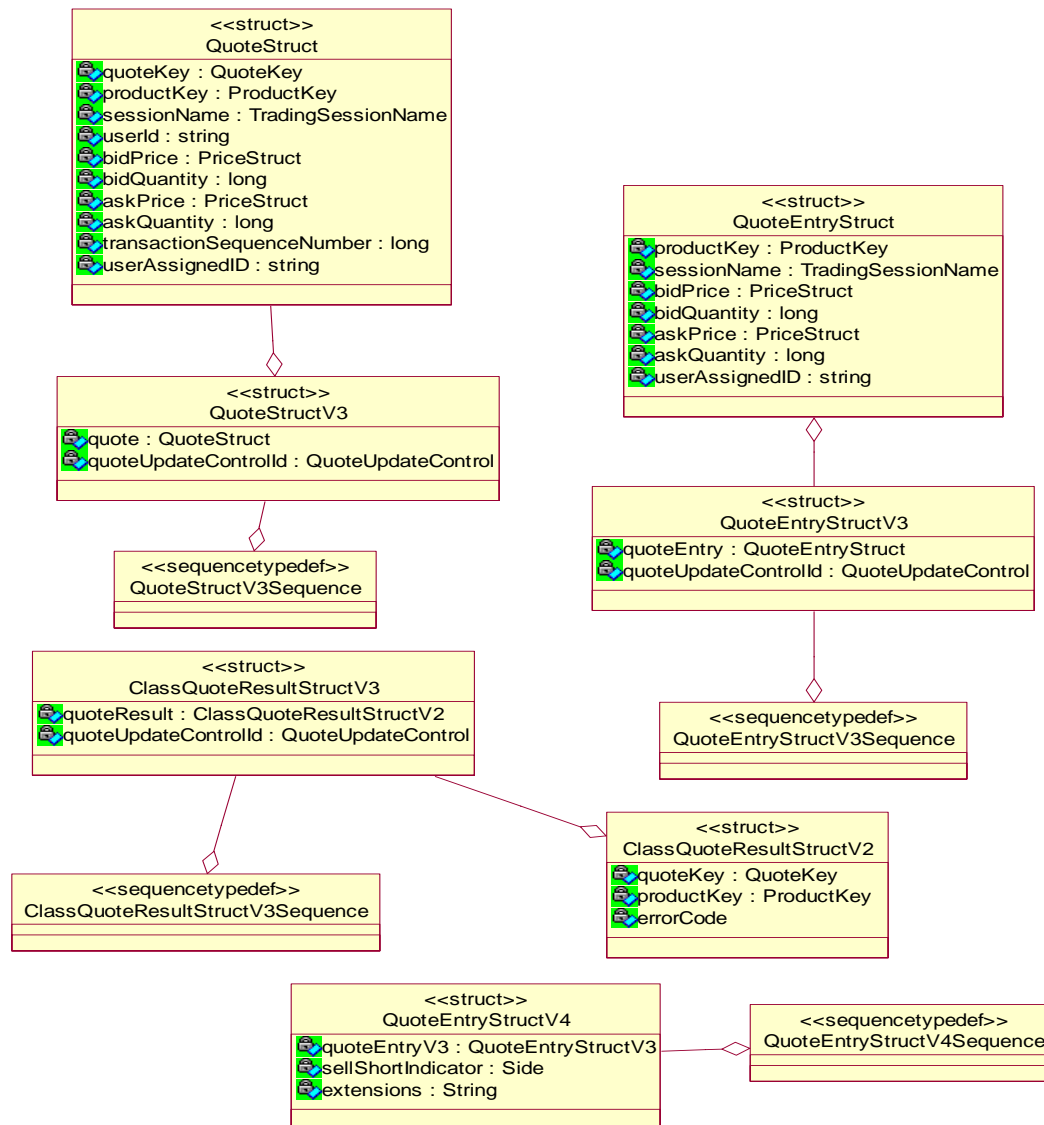 <<struct>>
QuoteStruct
quoteKey : QuoteKey
productKey : ProductKey
sessionName : TradingSessionName
userId : string
bidPrice : PriceStruct
bidQuantity : long
askPrice : PriceStruct
askQuantity : long
transactionSequenceNumber : long
userAssignedID : string
<<struct>>
QuoteEntryStruct
productKey : ProductKey
sessionName : TradingSessionName
bidPrice : PriceStruct
bidQuantity : long
askPrice : PriceStruct
askQuantity : long
userAssignedID : string
<<struct>>
QuoteStructV3
quote : QuoteStruct
quoteUpdateControlId : QuoteUpdateControl
<<struct>>
QuoteEntryStructV3
quoteEntry : QuoteEntryStruct
quoteUpdateControlId : QuoteUpdateControl
<<sequencetypedef>>
QuoteStructV3Sequence
<<struct>>
ClassQuoteResultStructV3
quoteResult : ClassQuoteResultStructV2
quoteUpdateControlId : QuoteUpdateControl
<<sequencetypedef>>
QuoteEntryStructV3Sequence
<<struct>>
ClassQuoteResultStructV2
quoteKey : QuoteKey
productKey : ProductKey
errorCode
<<sequencetypedef>>
ClassQuoteResultStructV3Sequence
<<struct>>
QuoteEntryStructV4
quoteEntryV3 : QuoteEntryStructV3
sellShortIndicator : Side
extensions : String
<<sequencetypedef>>
QuoteEntryStructV4Sequence